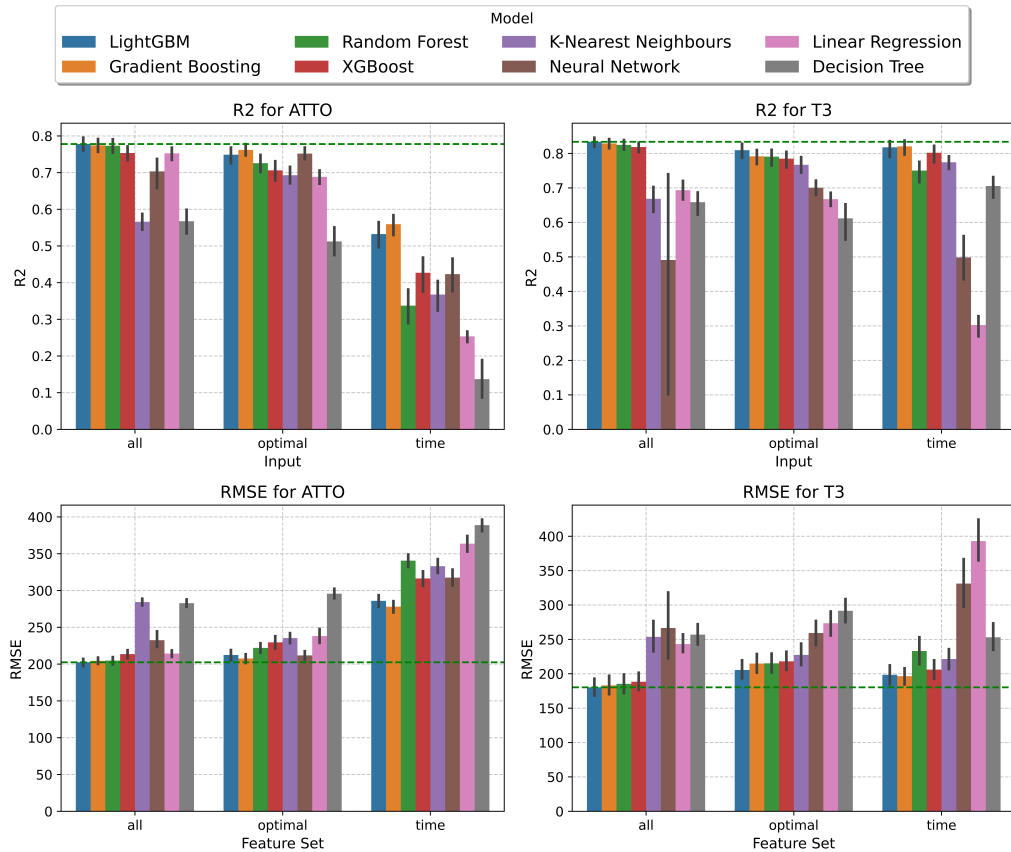 Model
LightGBM Random Forest K-Nearest Neighbours Linear Regression
Gradient Boosting XGBoost Neural Network Decision Tree
R2 for ATTO
R2
0.8
0.7
0.6
0.5
0.4
0.3
0.2
0.1
0.0
all optimal time
Input
R2 for T3
R2
0.8
0.7
0.6
0.5
0.4
0.3
0.2
0.1
0.0
all optimal time
Input
RMSE for ATTO
RMSE
400
350
300
250
200
150
100
50
0
all optimal time
Feature Set
RMSE for T3
RMSE
400
350
300
250
200
150
100
50
0
all optimal time
Feature Set